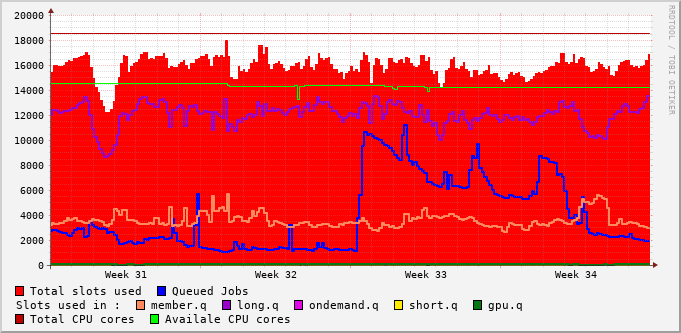 20000
18000
16000
14000
12000
10000
8000
6000
4000
2000
0
Week 31 Week 32 Week 33 Week 34
Total slots used Queued Jobs
Slots used in : member.q long.q ondemand.q short.q gpu.q
Total CPU cores Availale CPU cores
RRDTOOL / TOBI OETIKER